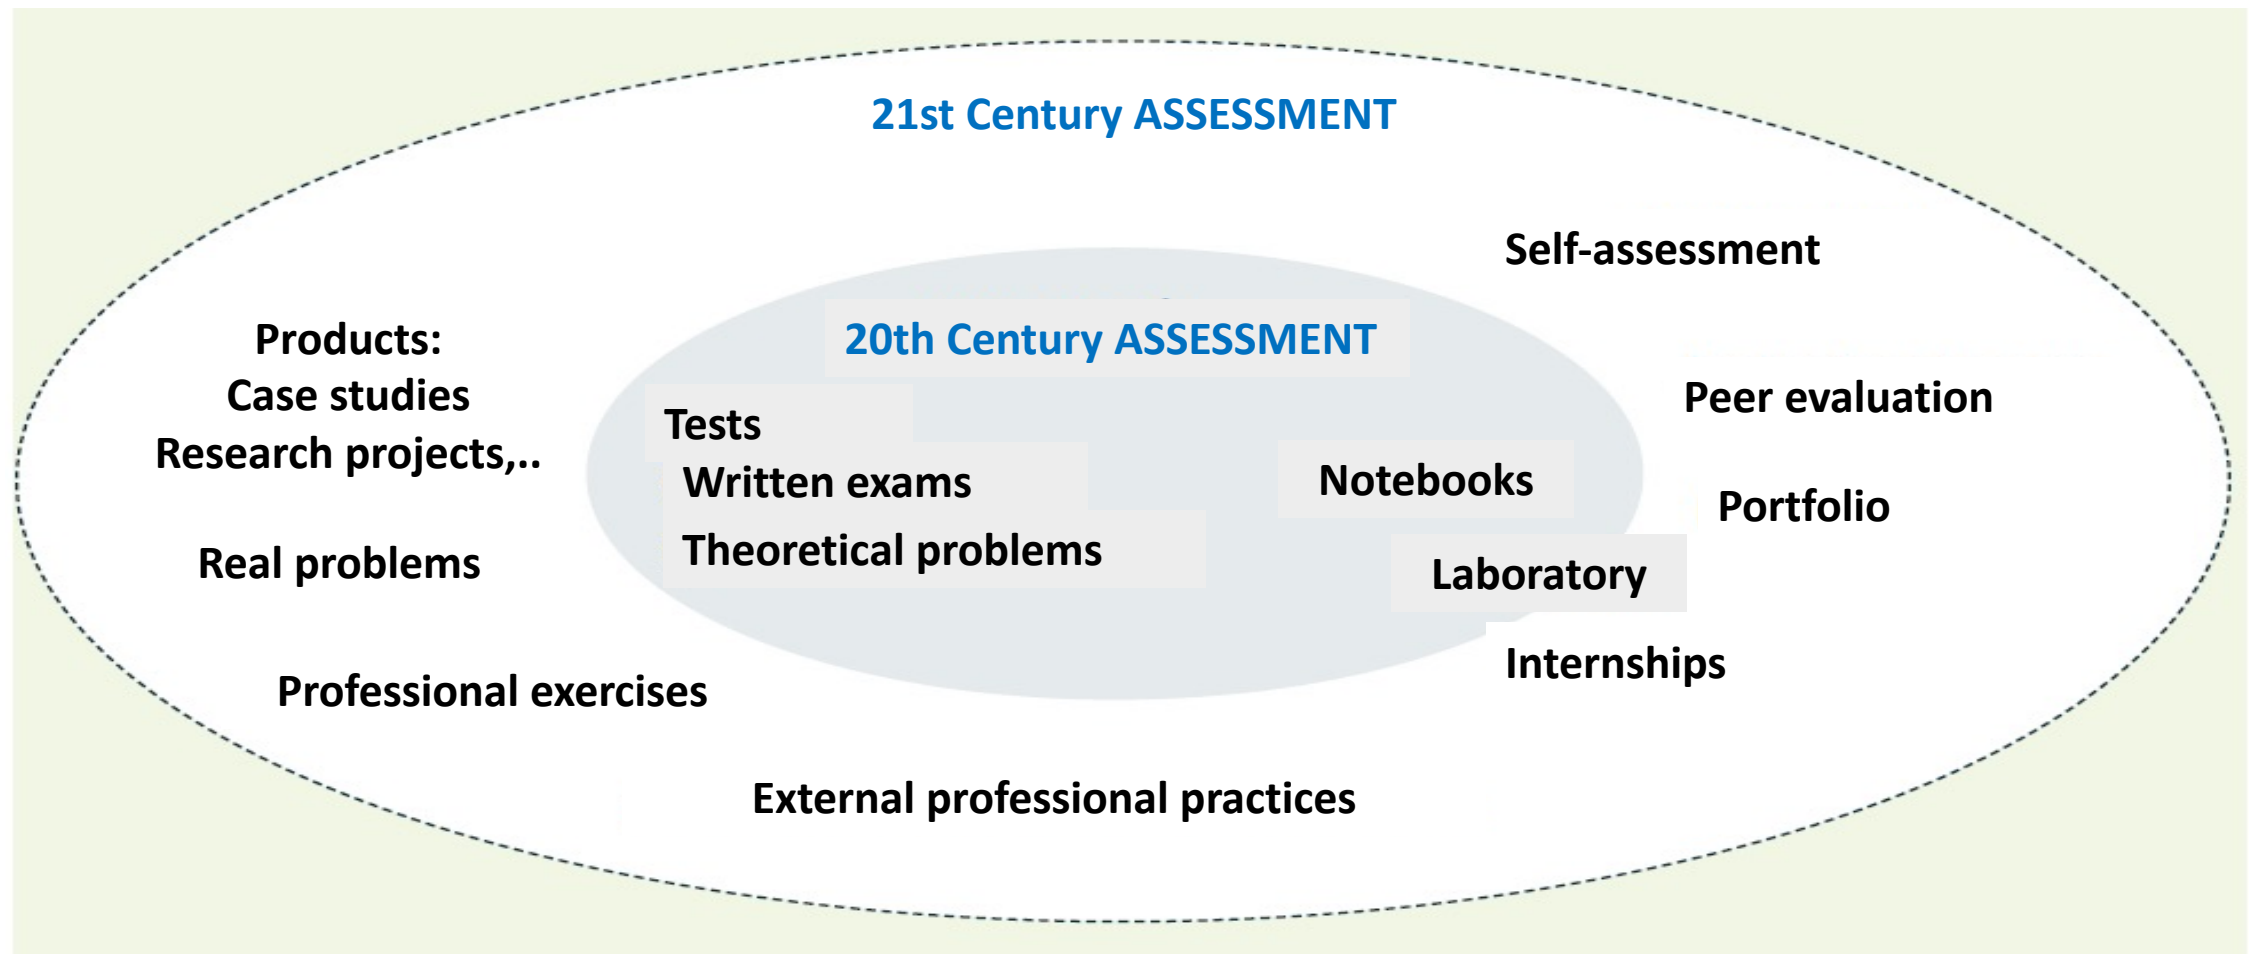 21st Century ASSESSMENT
Self-assessment
20th Century ASSESSMENT
Products:
Case studies
Research projects,..
Peer evaluation
Tests
Written exams
Notebooks
Portfolio
Theoretical problems
Real problems
Laboratory
Internships
Professional exercises
External professional practices